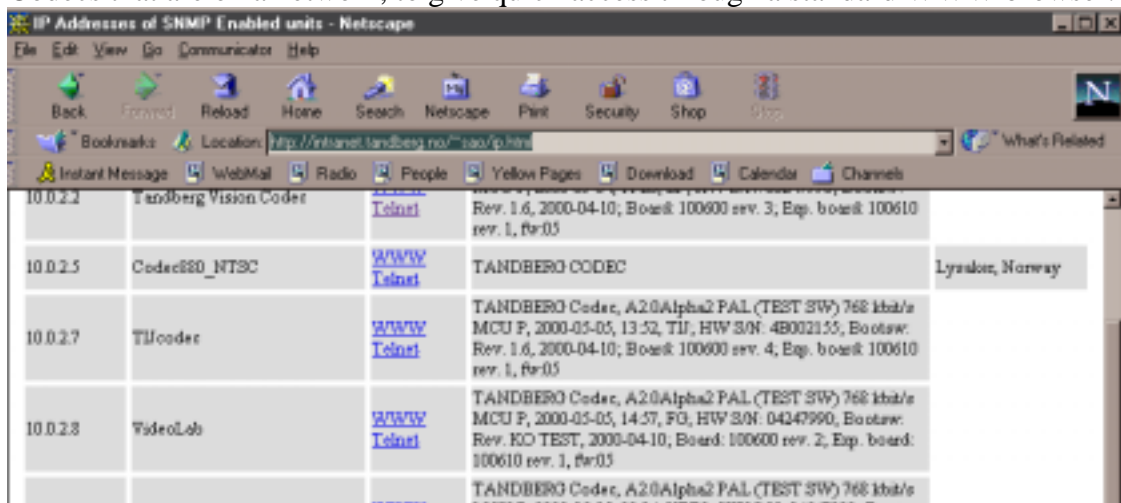 IP Addresses of SNMP Enabled units - Netscape
File Edit View Go Communicator Help
Back Forward Reload Home Search Netscape Print Security Shop Stop
Bookmarks Location: http://intranet.tandberg.no/~sao/ip.html What's Related
Instant Message WebMail Radio People Yellow Pages Download Calendar Channels
10.0.2.2 Tandberg Vision Codec Telnet
Rev. 1.6, 2000-04-10; Board: 100600 rev. 3; Exp. board: 100610
rev. 1, fw:05
10.0.2.5 Codec880_NTSC WWW TANDBERG CODEC Lysaker, Norway
Telnet
TANDBERG Codec, A2.0Alpha2 PAL (TEST SW) 768 kbit/s
10.0.2.7 TIJcodec WWW MCU P, 2000-05-05, 13:52, TIJ; HW S/N: 4B002155, Bootsw:
Telnet Rev. 1.6, 2000-04-10; Board: 100600 rev. 4; Exp. board: 100610
rev. 1, fw:05
TANDBERG Codec, A2.0Alpha2 PAL (TEST SW) 768 kbit/s
10.0.2.8 VideoLab WWW MCU P, 2000-05-05, 14:57, FG; HW S/N: 04247990, Bootsw:
Telnet Rev. KO TEST, 2000-04-10; Board: 100600 rev. 2; Exp. board:
100610 rev. 1, fw:05
TANDBERG Codec, A2.0Alpha2 PAL (TEST SW) 768 kbit/s